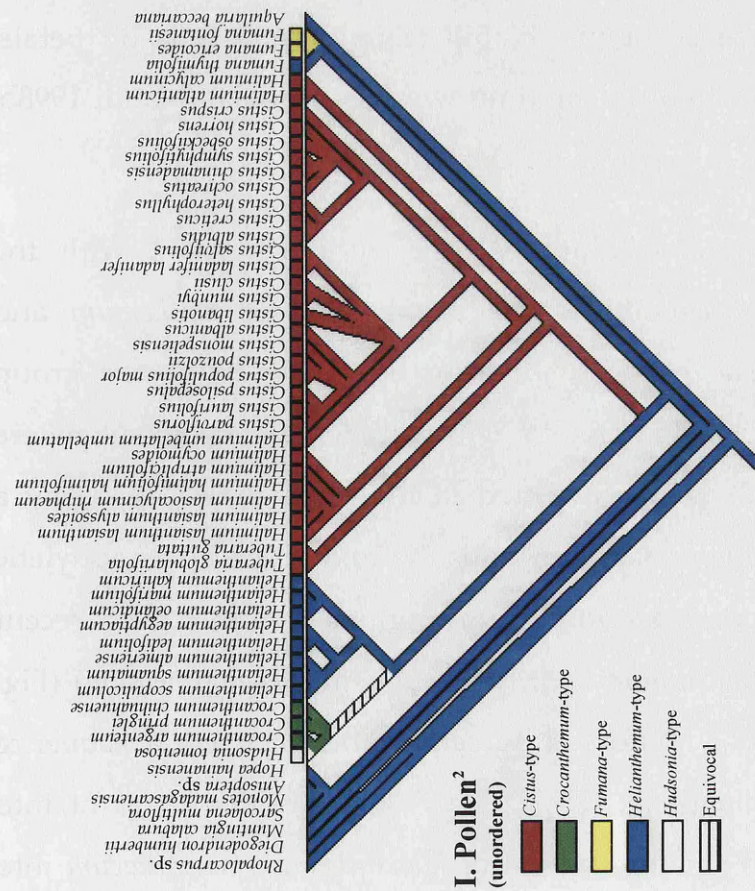 Rhopalocarpus sp
Diegodendron humbertii
Muntingia calabura
Sarcolaena multiflora
Monotes madagascarensis
Anisoptera sp.
Hopea hainanensis
Hudsonia tomentosa
Crocanthemum argenteum
Crocanthemum pringlei
Crocanthemum chihuahuense
Helianthemum scopulicolum
Helianthemum squamatum
Helianthemum almeriense
Helianthemum ledifolium
Helianthemum aegyptiacum
Helianthemum oelandicum
Helianthemum marifolium
Helianthemum kahiricum
Tuberaria globularifolia
Tuberaria guttata
Halimium lasianthum lasanthum
Halimium lasianthum alyssoides
Halimium lasiocalycinum rhiphaeum
Halimium halimifolium halimifolium
Halimium atriplicifolium
Halimium ocymoides
Halimium umbellatum umbellatum
Cistus parviflorus
Cistus laurifolius
Cistus psilosepalus
Cistus populifolius major
Cistus pouzolzii
Cistus monspeliensis
Cistus albanicus
Cistus libanotis
Cistus munbyi
Cistus clusii
Cistus ladanifer ladanifer
Cistus salviifolius
Cistus albidus
Cistus creticus
Cistus heterophyllus
Cistus ochreatus
Cistus chinamadensis
Cistus symphytifolius
Cistus osbeckiifolius
Cistus horrens
Cistus crispus
Halimium atlanticum
Halimium calycinum
Fumana thymifolia
Fumana ericoides
Fumana fontanesii
Aquilaria beccariana
I. Pollen²
(unordered)
Cistus-type
Crocanthemum-type
Fumana-type
Helianthemum-type
Hudsonia-type
Equivocal